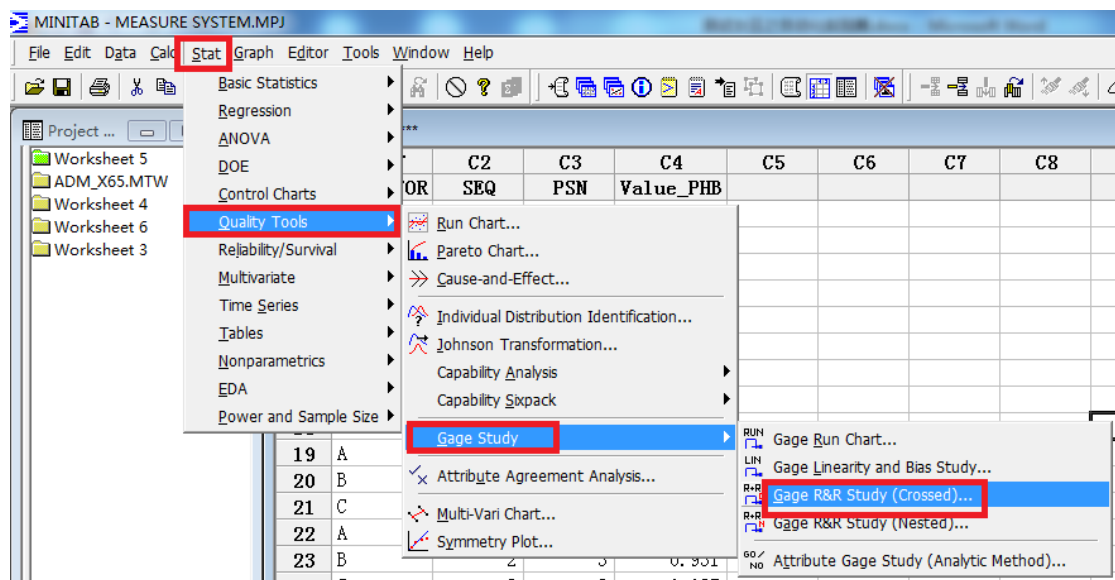 MINITAB - MEASURE SYSTEM.MPJ
File Edit Data Calc Stat Graph Editor Tools Window Help
Project ...
***
Worksheet 5
ADM_X65.MTW
Worksheet 4
Worksheet 6
Worksheet 3
Basic Statistics
Regression
ANOVA
DOE
Control Charts
Quality Tools
Reliability/Survival
Multivariate
Time Series
Tables
Nonparametrics
EDA
Power and Sample Size
C2 C3 C4 C5 C6 C7 C8
OR SEQ PSN Value_PHB
Run Chart...
Pareto Chart...
Cause-and-Effect...
Individual Distribution Identification...
Johnson Transformation...
Capability Analysis
Capability Sixpack
Gage Study
Attribute Agreement Analysis...
Multi-Vari Chart...
Symmetry Plot...
RUN Gage Run Chart...
LIN Gage Linearity and Bias Study...
R+R Gage R&R Study (Crossed)...
R+R N Gage R&R Study (Nested)...
GO/NO Attribute Gage Study (Analytic Method)...
19 A
20 B
21 C
22 A
23 B 2 3 0.931